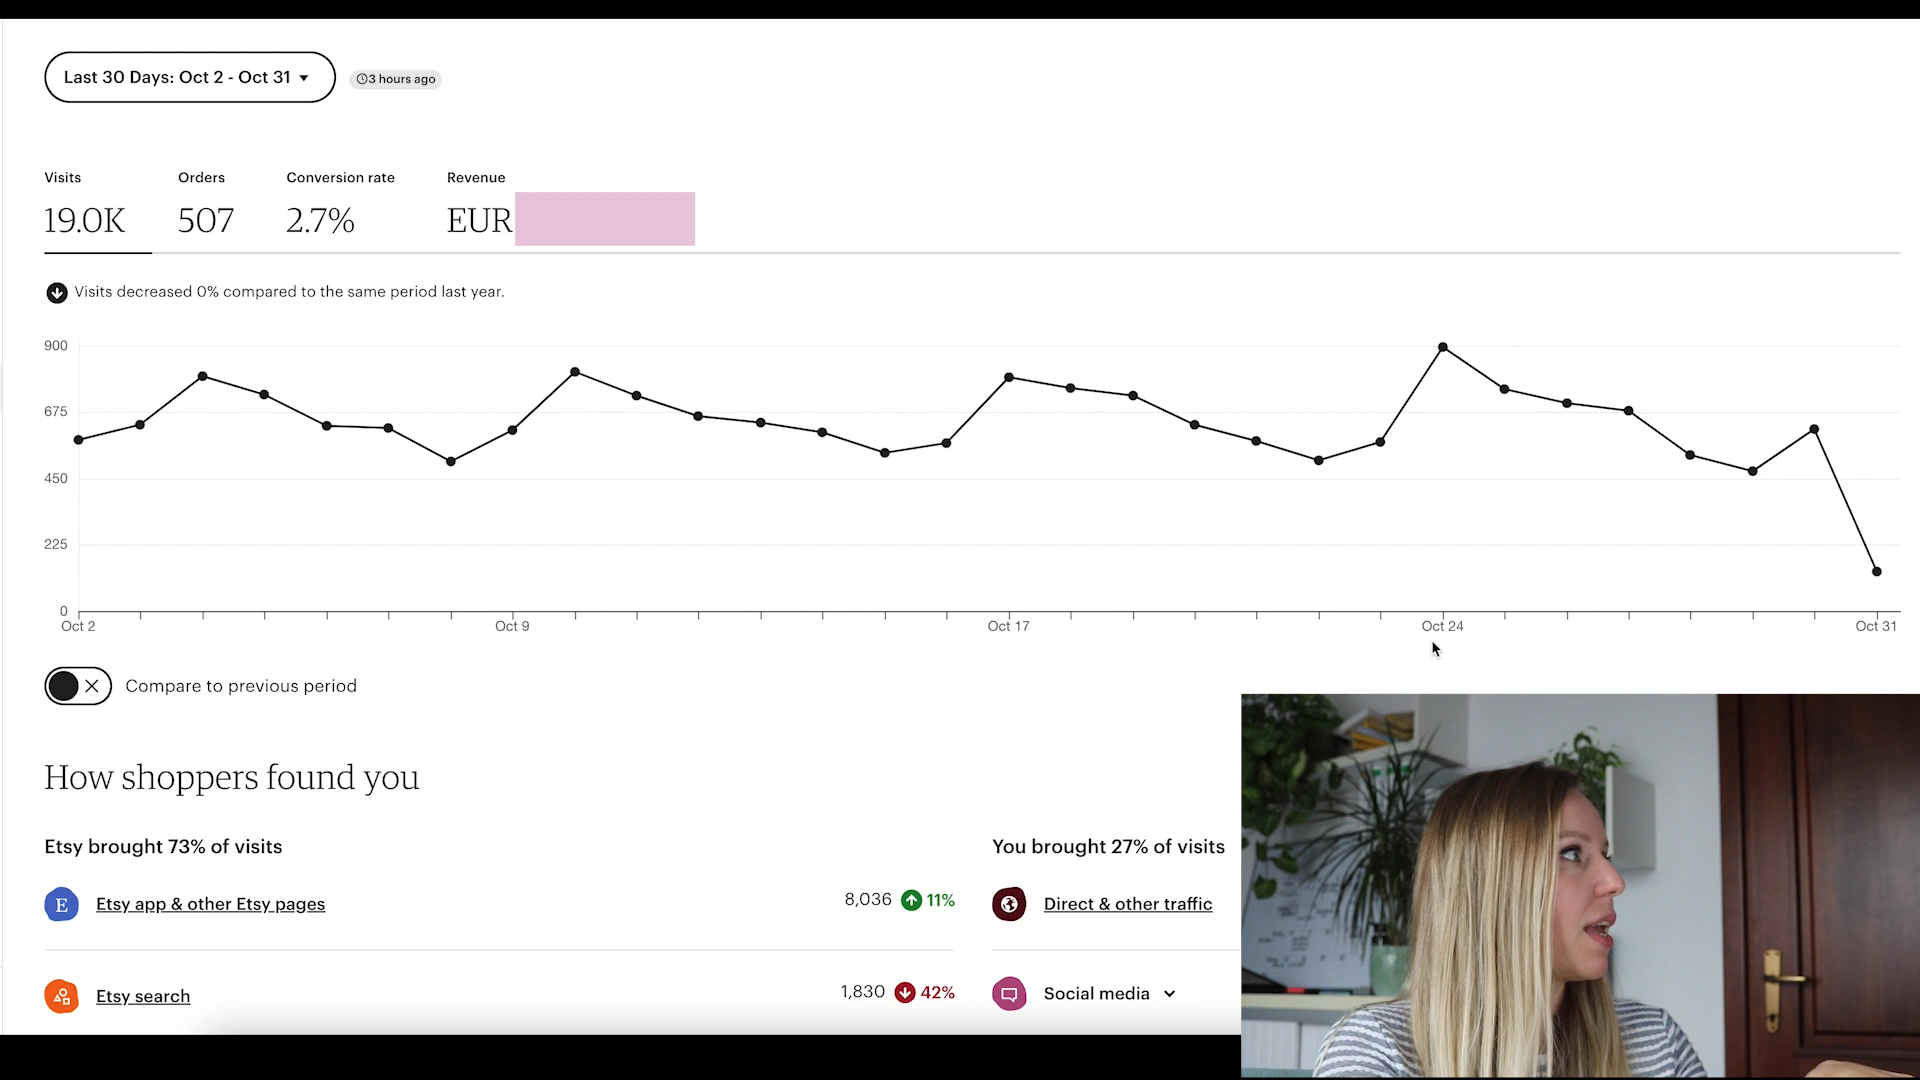 Last 30 Days: Oct 2 - Oct 31
3 hours ago
Visits Orders Conversion rate Revenue
19.0K 507 2.7% EUR
Visits decreased 0% compared to the same period last year.
900
675
450
225
0
Oct 2 Oct 9 Oct 17 Oct 24 Oct 31
Compare to previous period
How shoppers found you
Etsy brought 73% of visits
E Etsy app & other Etsy pages 8,036 11%
Etsy search 1,830 42%
You brought 27% of visits
Direct & other traffic
Social media